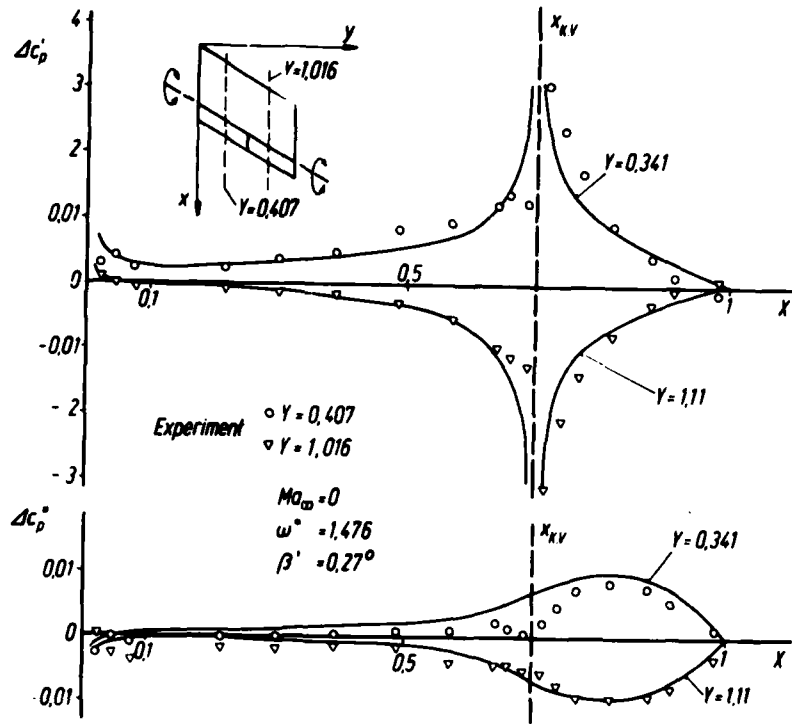 4
x_K.V
Δc_p'
y
Y=1,016
3
2
Y=0,341
x
Y=0,407
0,01
0
0,1
0,5
1
X
-0,01
Y=1,11
-2
Experiment
○ Y = 0,407
▽ Y = 1,016
-3
Ma∞ = 0
ω* = 1,476
β' = 0,27°
Δc_p"
x_K.V
Y=0,341
0,01
0
0,1
0,5
1
X
0,01
Y=1,11